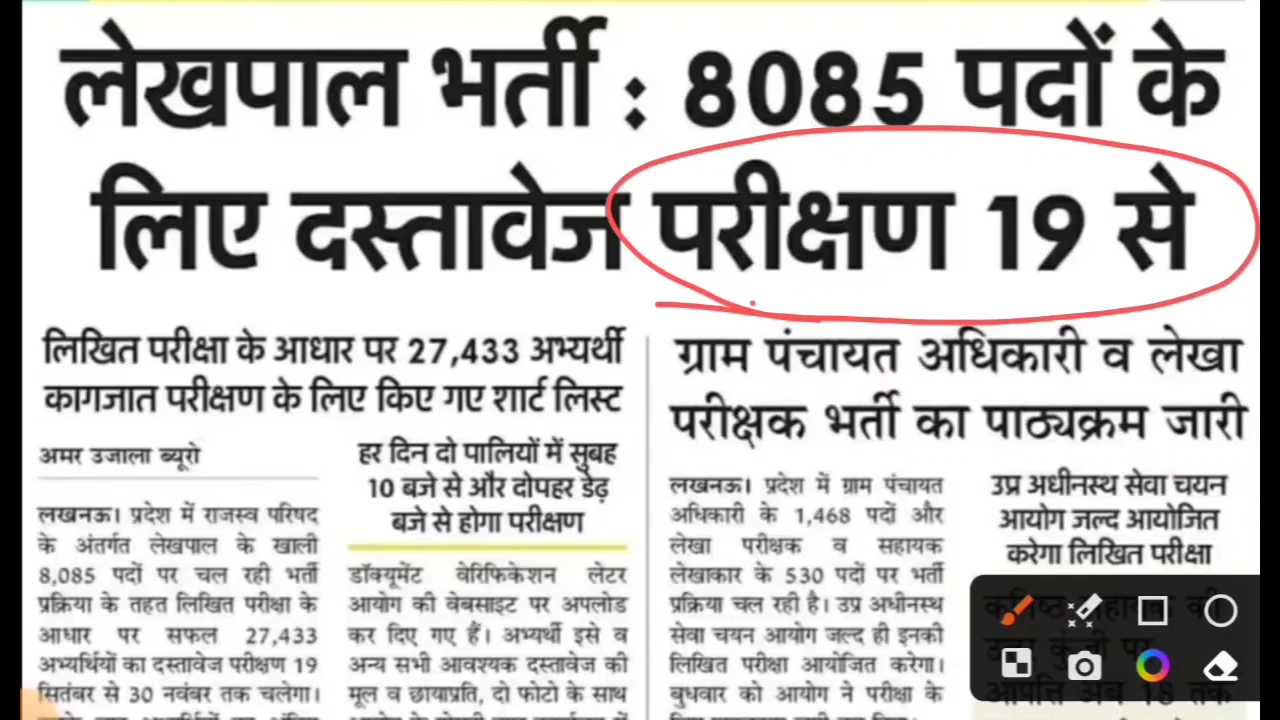 लेखपाल भर्ती : 8085 पदों के
लिए दस्तावेज परीक्षण 19 से
लिखित परीक्षा के आधार पर 27,433 अभ्यर्थी
कागजात परीक्षण के लिए किए गए शार्ट लिस्ट
अमर उजाला ब्यूरो
लखनऊ। प्रदेश में राजस्व परिषद
के अंतर्गत लेखपाल के खाली
8,085 पदों पर चल रही भर्ती
प्रक्रिया के तहत लिखित परीक्षा के
आधार पर सफल 27,433
अभ्यर्थियों का दस्तावेज परीक्षण 19
सितंबर से 30 नवंबर तक चलेगा।
हर दिन दो पालियों में सुबह
10 बजे से और दोपहर डेढ़
बजे से होगा परीक्षण
डॉक्यूमेंट वेरिफिकेशन लेटर
आयोग की वेबसाइट पर अपलोड
कर दिए गए हैं। अभ्यर्थी इसे व
अन्य सभी आवश्यक दस्तावेज की
मूल व छायाप्रति, दो फोटो के साथ
ग्राम पंचायत अधिकारी व लेखा
परीक्षक भर्ती का पाठ्यक्रम जारी
लखनऊ। प्रदेश में ग्राम पंचायत
अधिकारी के 1,468 पदों और
लेखा परीक्षक व सहायक
लेखाकार के 530 पदों पर भर्ती
प्रक्रिया चल रही है। उप्र अधीनस्थ
सेवा चयन आयोग जल्द ही इनकी
लिखित परीक्षा आयोजित करेगा।
बुधवार को आयोग ने परीक्षा के
उप्र अधीनस्थ सेवा चयन
आयोग जल्द आयोजित
करेगा लिखित परीक्षा